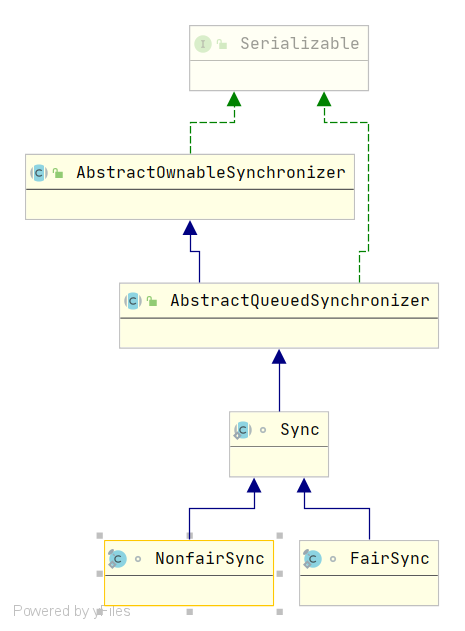 I Serializable
C AbstractOwnableSynchronizer
C AbstractQueuedSynchronizer
C Sync
C NonfairSync
C FairSync
Powered by yFiles